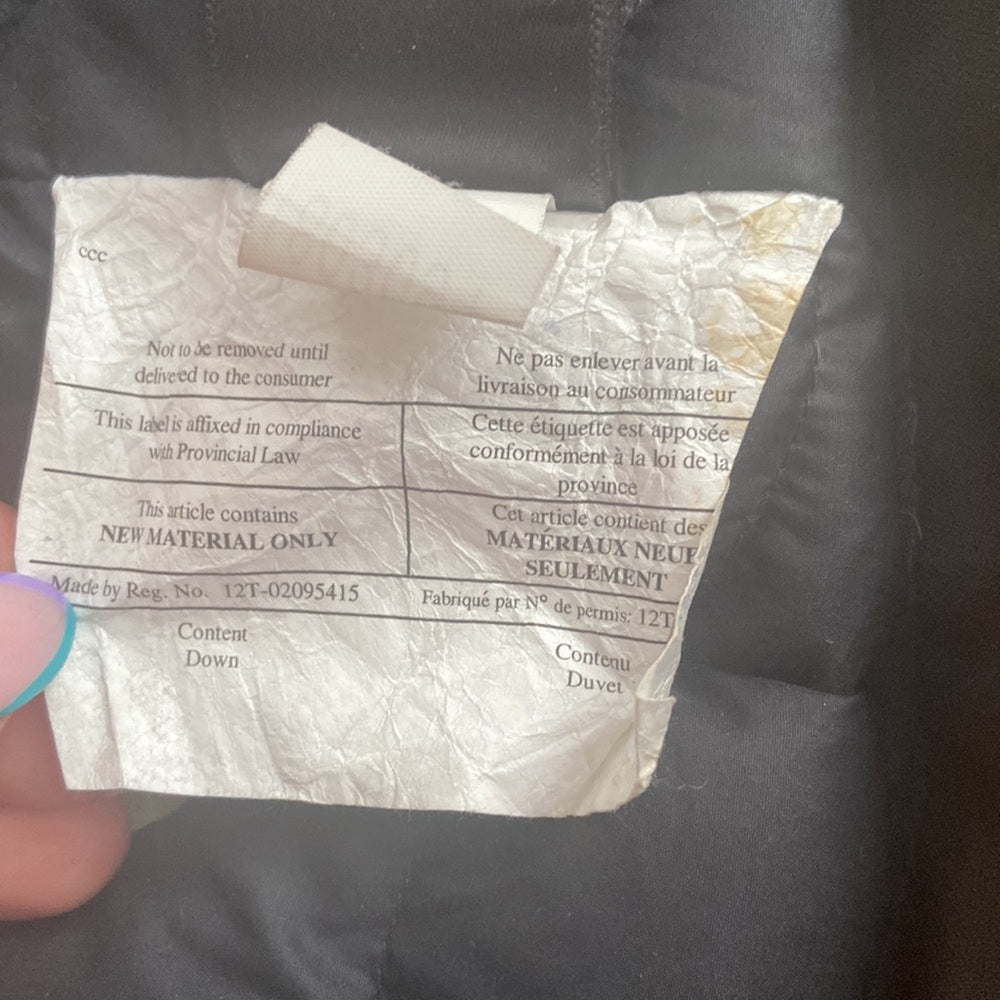 ccc
Not to be removed until
delivered to the consumer
Ne pas enlever avant la
livraison au consommateur
This label is affixed in compliance
with Provincial Law
Cette étiquette est apposée
conformément à la loi de la
province
This article contains
NEW MATERIAL ONLY
Cet article contient des
MATÉRIAUX NEUF
SEULEMENT
Made by Reg. No. 12T-02095415
Fabriqué par N° de permis: 12T
Content
Down
Contenu
Duvet